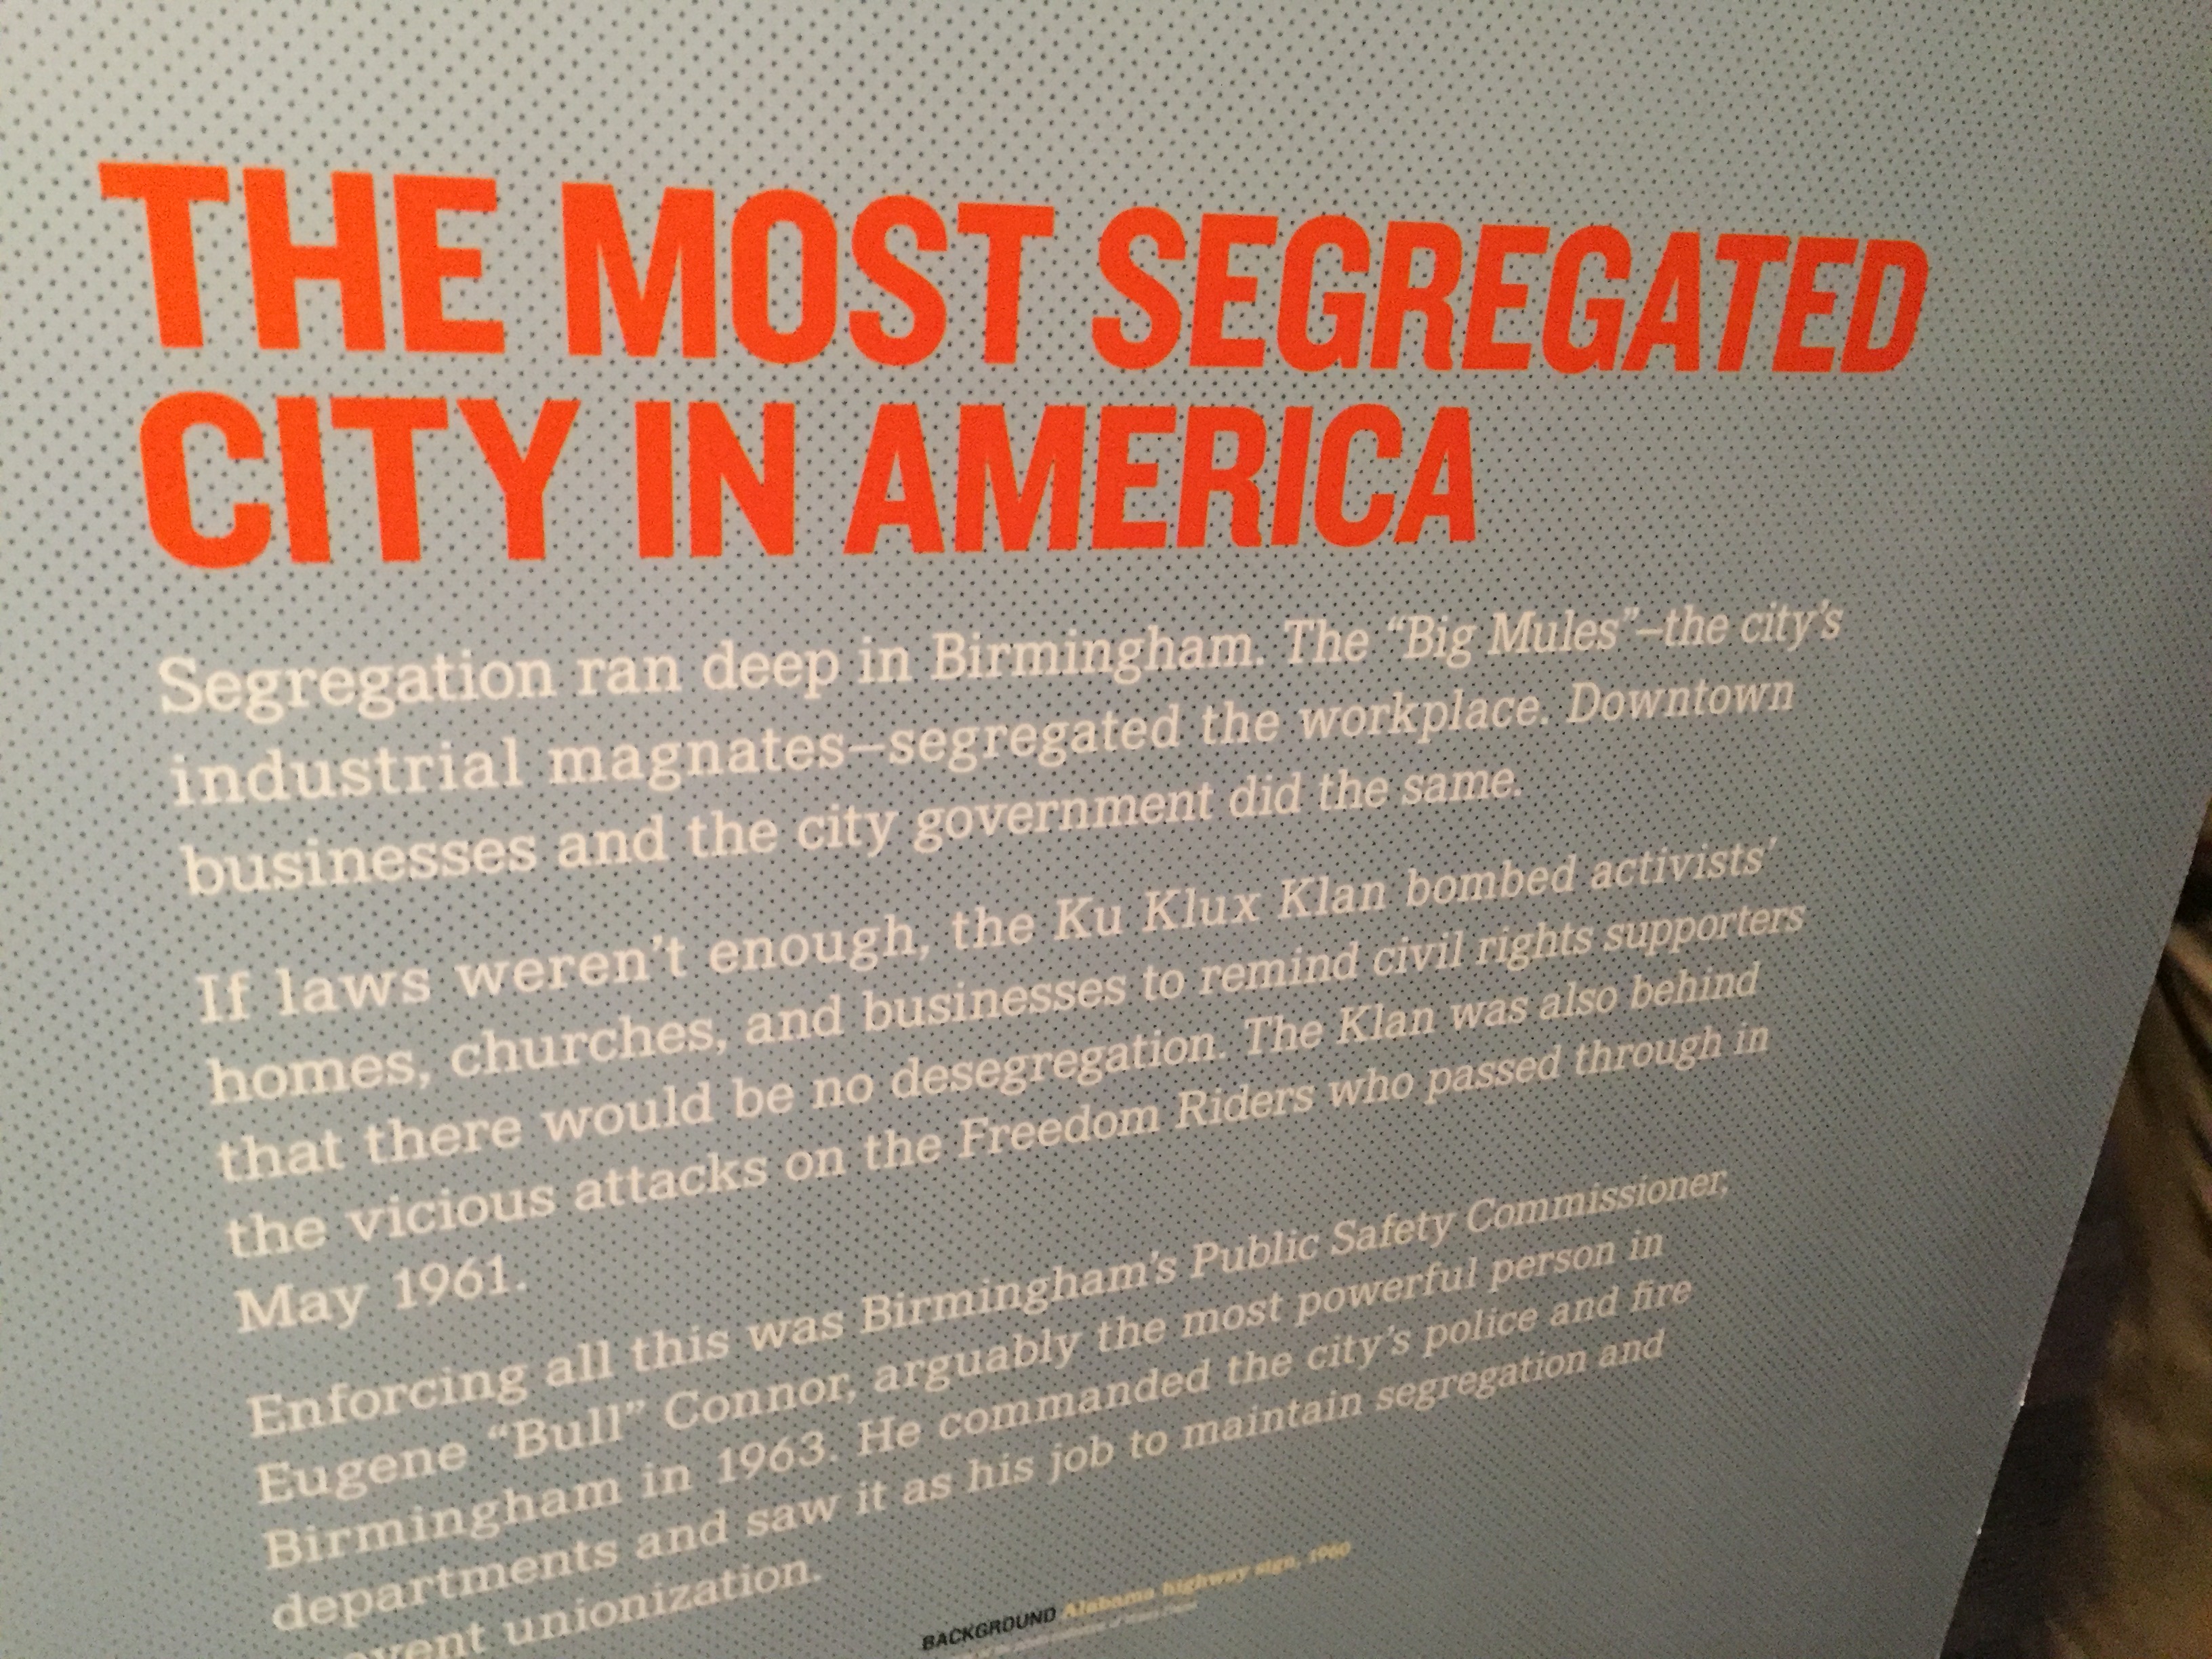 THE MOST SEGREGATED
CITY IN AMERICA
Segregation ran deep in Birmingham. The “Big Mules”–the city’s
industrial magnates–segregated the workplace. Downtown
businesses and the city government did the same.
If laws weren’t enough, the Ku Klux Klan bombed activists’
homes, churches, and businesses to remind civil rights supporters
that there would be no desegregation. The Klan was also behind
the vicious attacks on the Freedom Riders who passed through in
May 1961.
Enforcing all this was Birmingham’s Public Safety Commissioner,
Eugene “Bull” Connor, arguably the most powerful person in
Birmingham in 1963. He commanded the city’s police and fire
departments and saw it as his job to maintain segregation and
unionization.
BACKGROUND Alabama highway sign, 1960